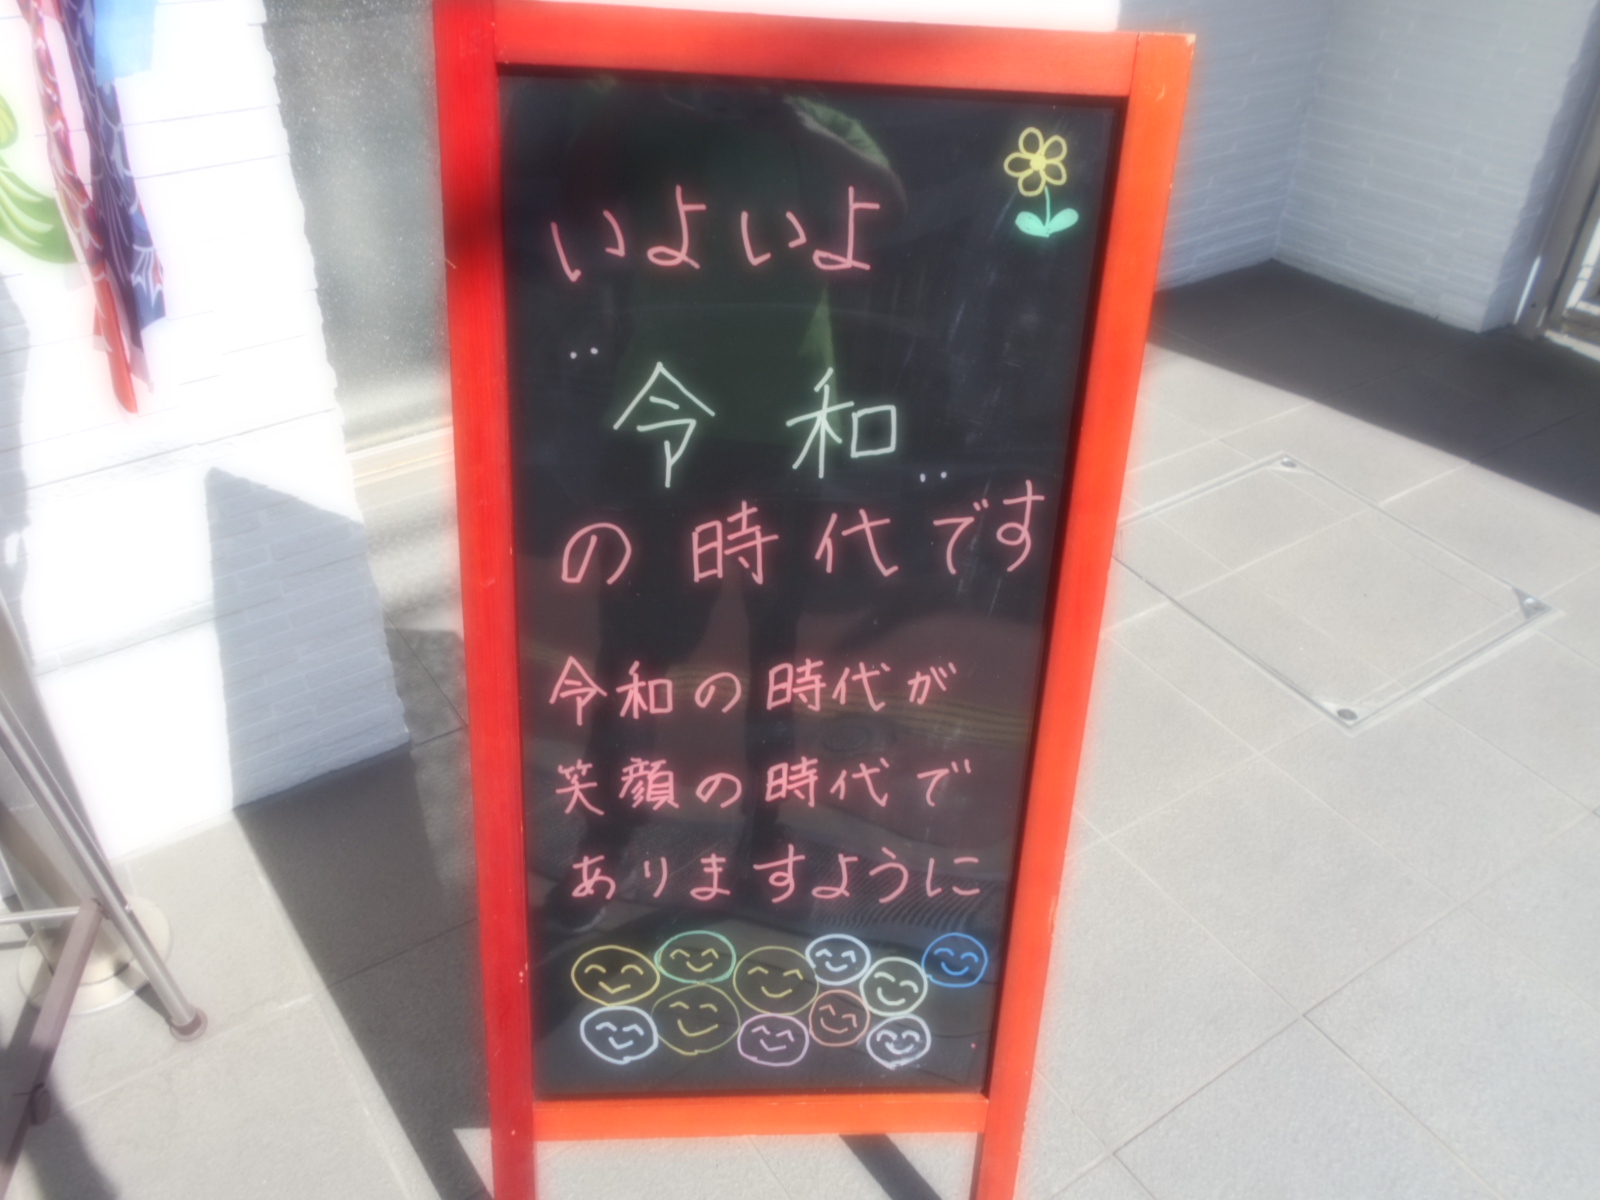 いよいよ
¨令和¨
の時代です
令和の時代が
笑顔の時代で
ありますように